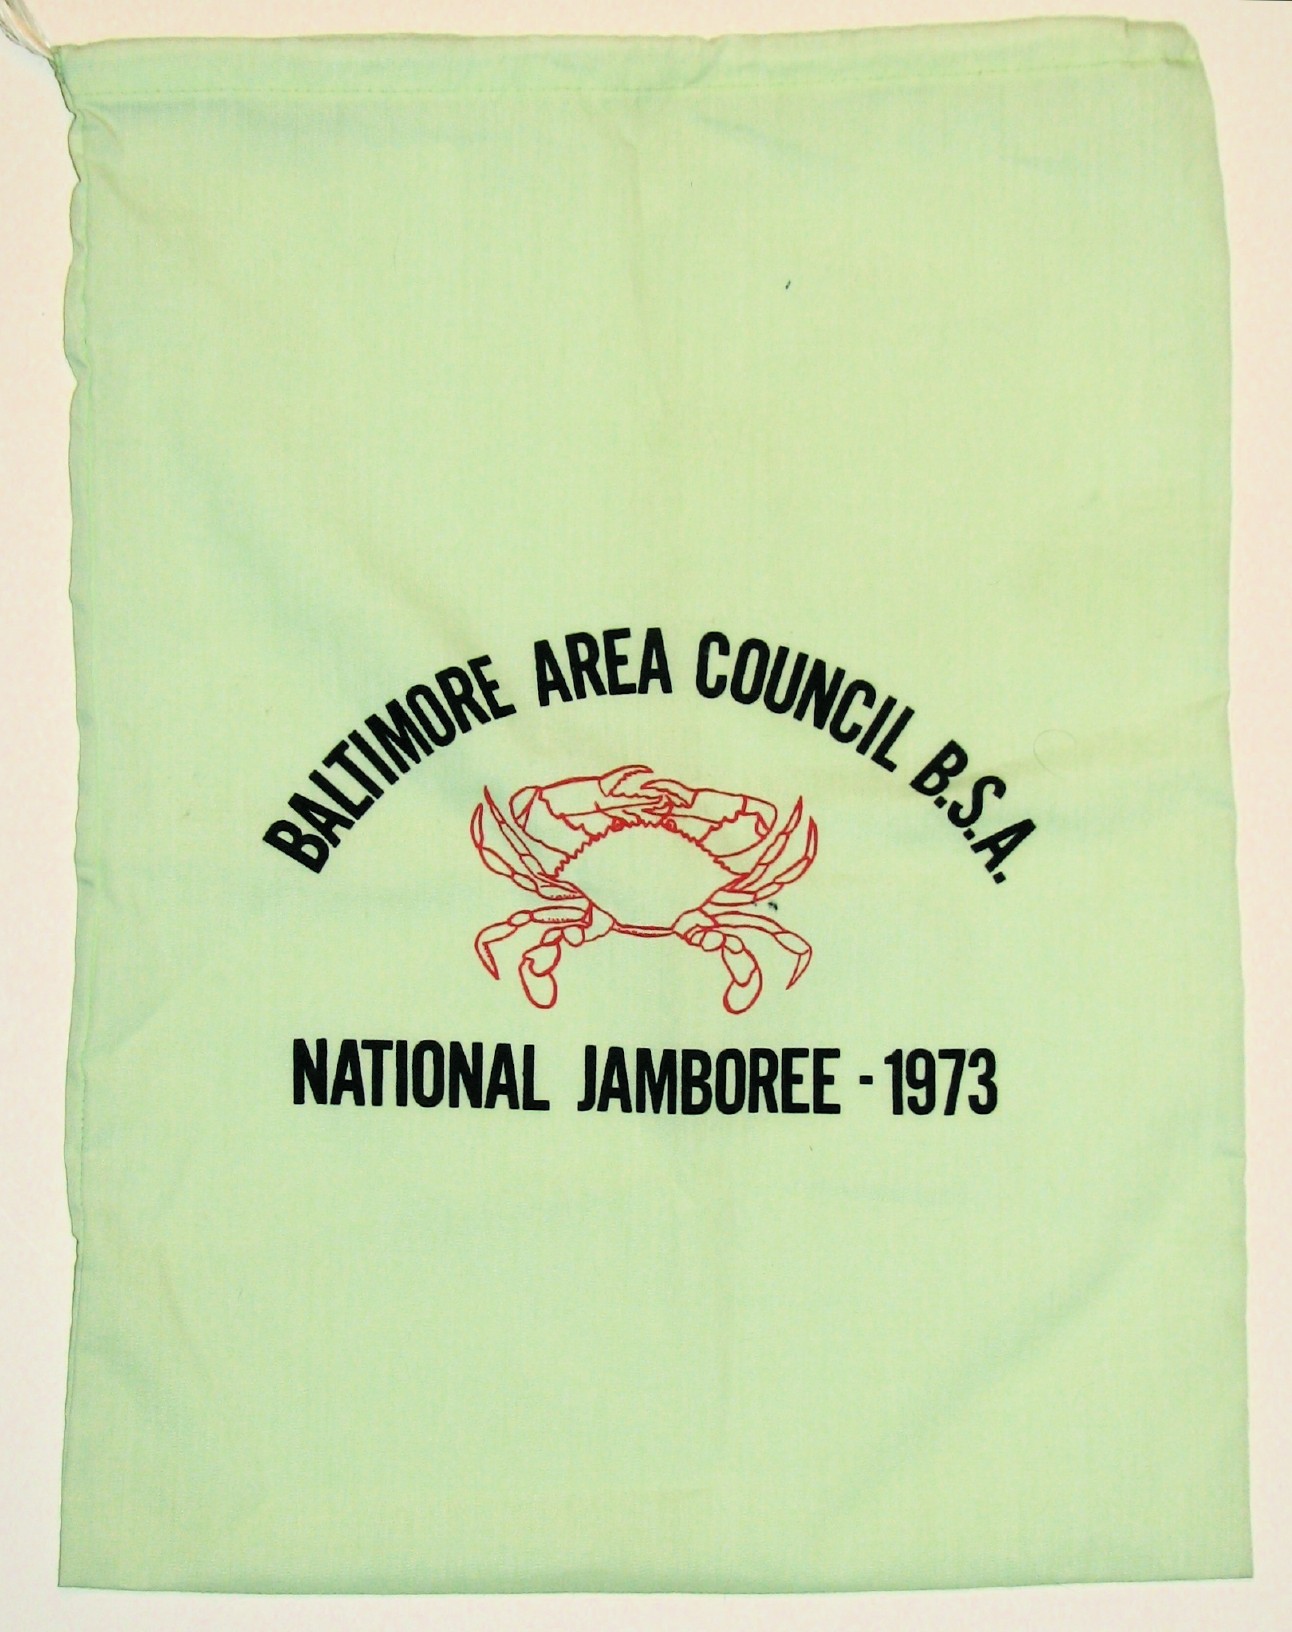 BALTIMORE AREA COUNCIL B.S.A.
NATIONAL JAMBOREE - 1973